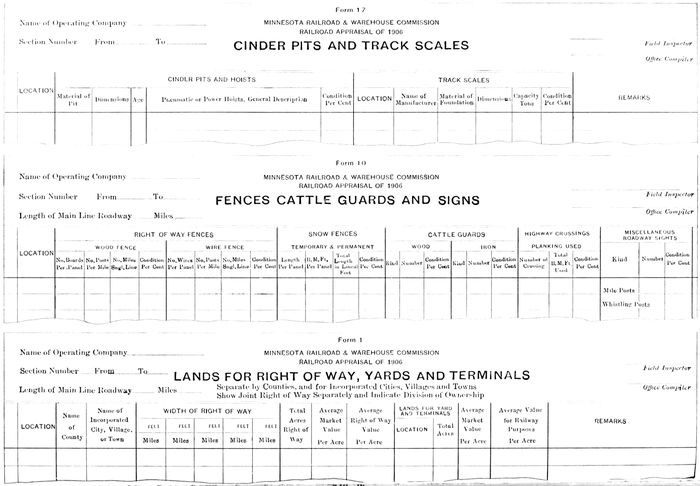 Form 17
Name of Operating Company
MINNESOTA RAILROAD & WAREHOUSE COMMISSION
RAILROAD APPRAISAL OF 1906
Section Number From To
CINDER PITS AND TRACK SCALES
Field Inspector
Office Compiler
CINDER PITS AND HOISTS TRACK SCALES
LOCATION Material of Pit Dimensions Age Pneumatic or Power Hoists, General Description Condition Per Cent LOCATION Name of Manufacturer Material of Foundation Dimensions Capacity Tons Condition Per Cent REMARKS
Form 10
Name of Operating Company
MINNESOTA RAILROAD & WAREHOUSE COMMISSION
RAILROAD APPRAISAL OF 1906
Section Number From To
FENCES CATTLE GUARDS AND SIGNS
Field Inspector
Office Compiler
Length of Main Line Roadway Miles
RIGHT OF WAY FENCES SNOW FENCES CATTLE GUARDS HIGHWAY CROSSINGS MISCELLANEOUS ROADWAY SIGHTS
WOOD FENCE WIRE FENCE TEMPORARY & PERMANENT WOOD IRON PLANKING USED
LOCATION No. Boards Per Panel No. Posts Per Mile No. Miles Sngl. Line Condition Per Cent No. Wires Per Panel No. Posts Per Mile No. Miles Sngl. Line Condition Per Cent Length Per Panel B. M. Ft. Per Panel Total Length in Lineal Feet Condition Per Cent Kind Number Condition Per Cent Kind Number Condition Per Cent Number of Crossing Total B. M. Ft. Used Condition Per Cent Kind Number Condition Per Cent
Mile Posts
Whistling Posts
Form 1
Name of Operating Company
MINNESOTA RAILROAD & WAREHOUSE COMMISSION
RAILROAD APPRAISAL OF 1906
Section Number From To
LANDS FOR RIGHT OF WAY, YARDS AND TERMINALS
Field Inspector
Office Compiler
Length of Main Line Roadway Miles
Separate by Counties, and for Incorporated Cities, Villages and Towns
Show Joint Right of Way Separately and Indicate Division of Ownership
LOCATION Name of County Name of Incorporated City, Village, or Town WIDTH OF RIGHT OF WAY Total Acres Right of Way Average Market Value Per Acre Average Right of Way Value Per Acre LANDS FOR YARD AND TERMINALS Average Market Value Per Acre Average Value for Railway Purposes Per Acre REMARKS
FEET FEET FEET FEET FEET LOCATION Total Acres
Miles Miles Miles Miles Miles